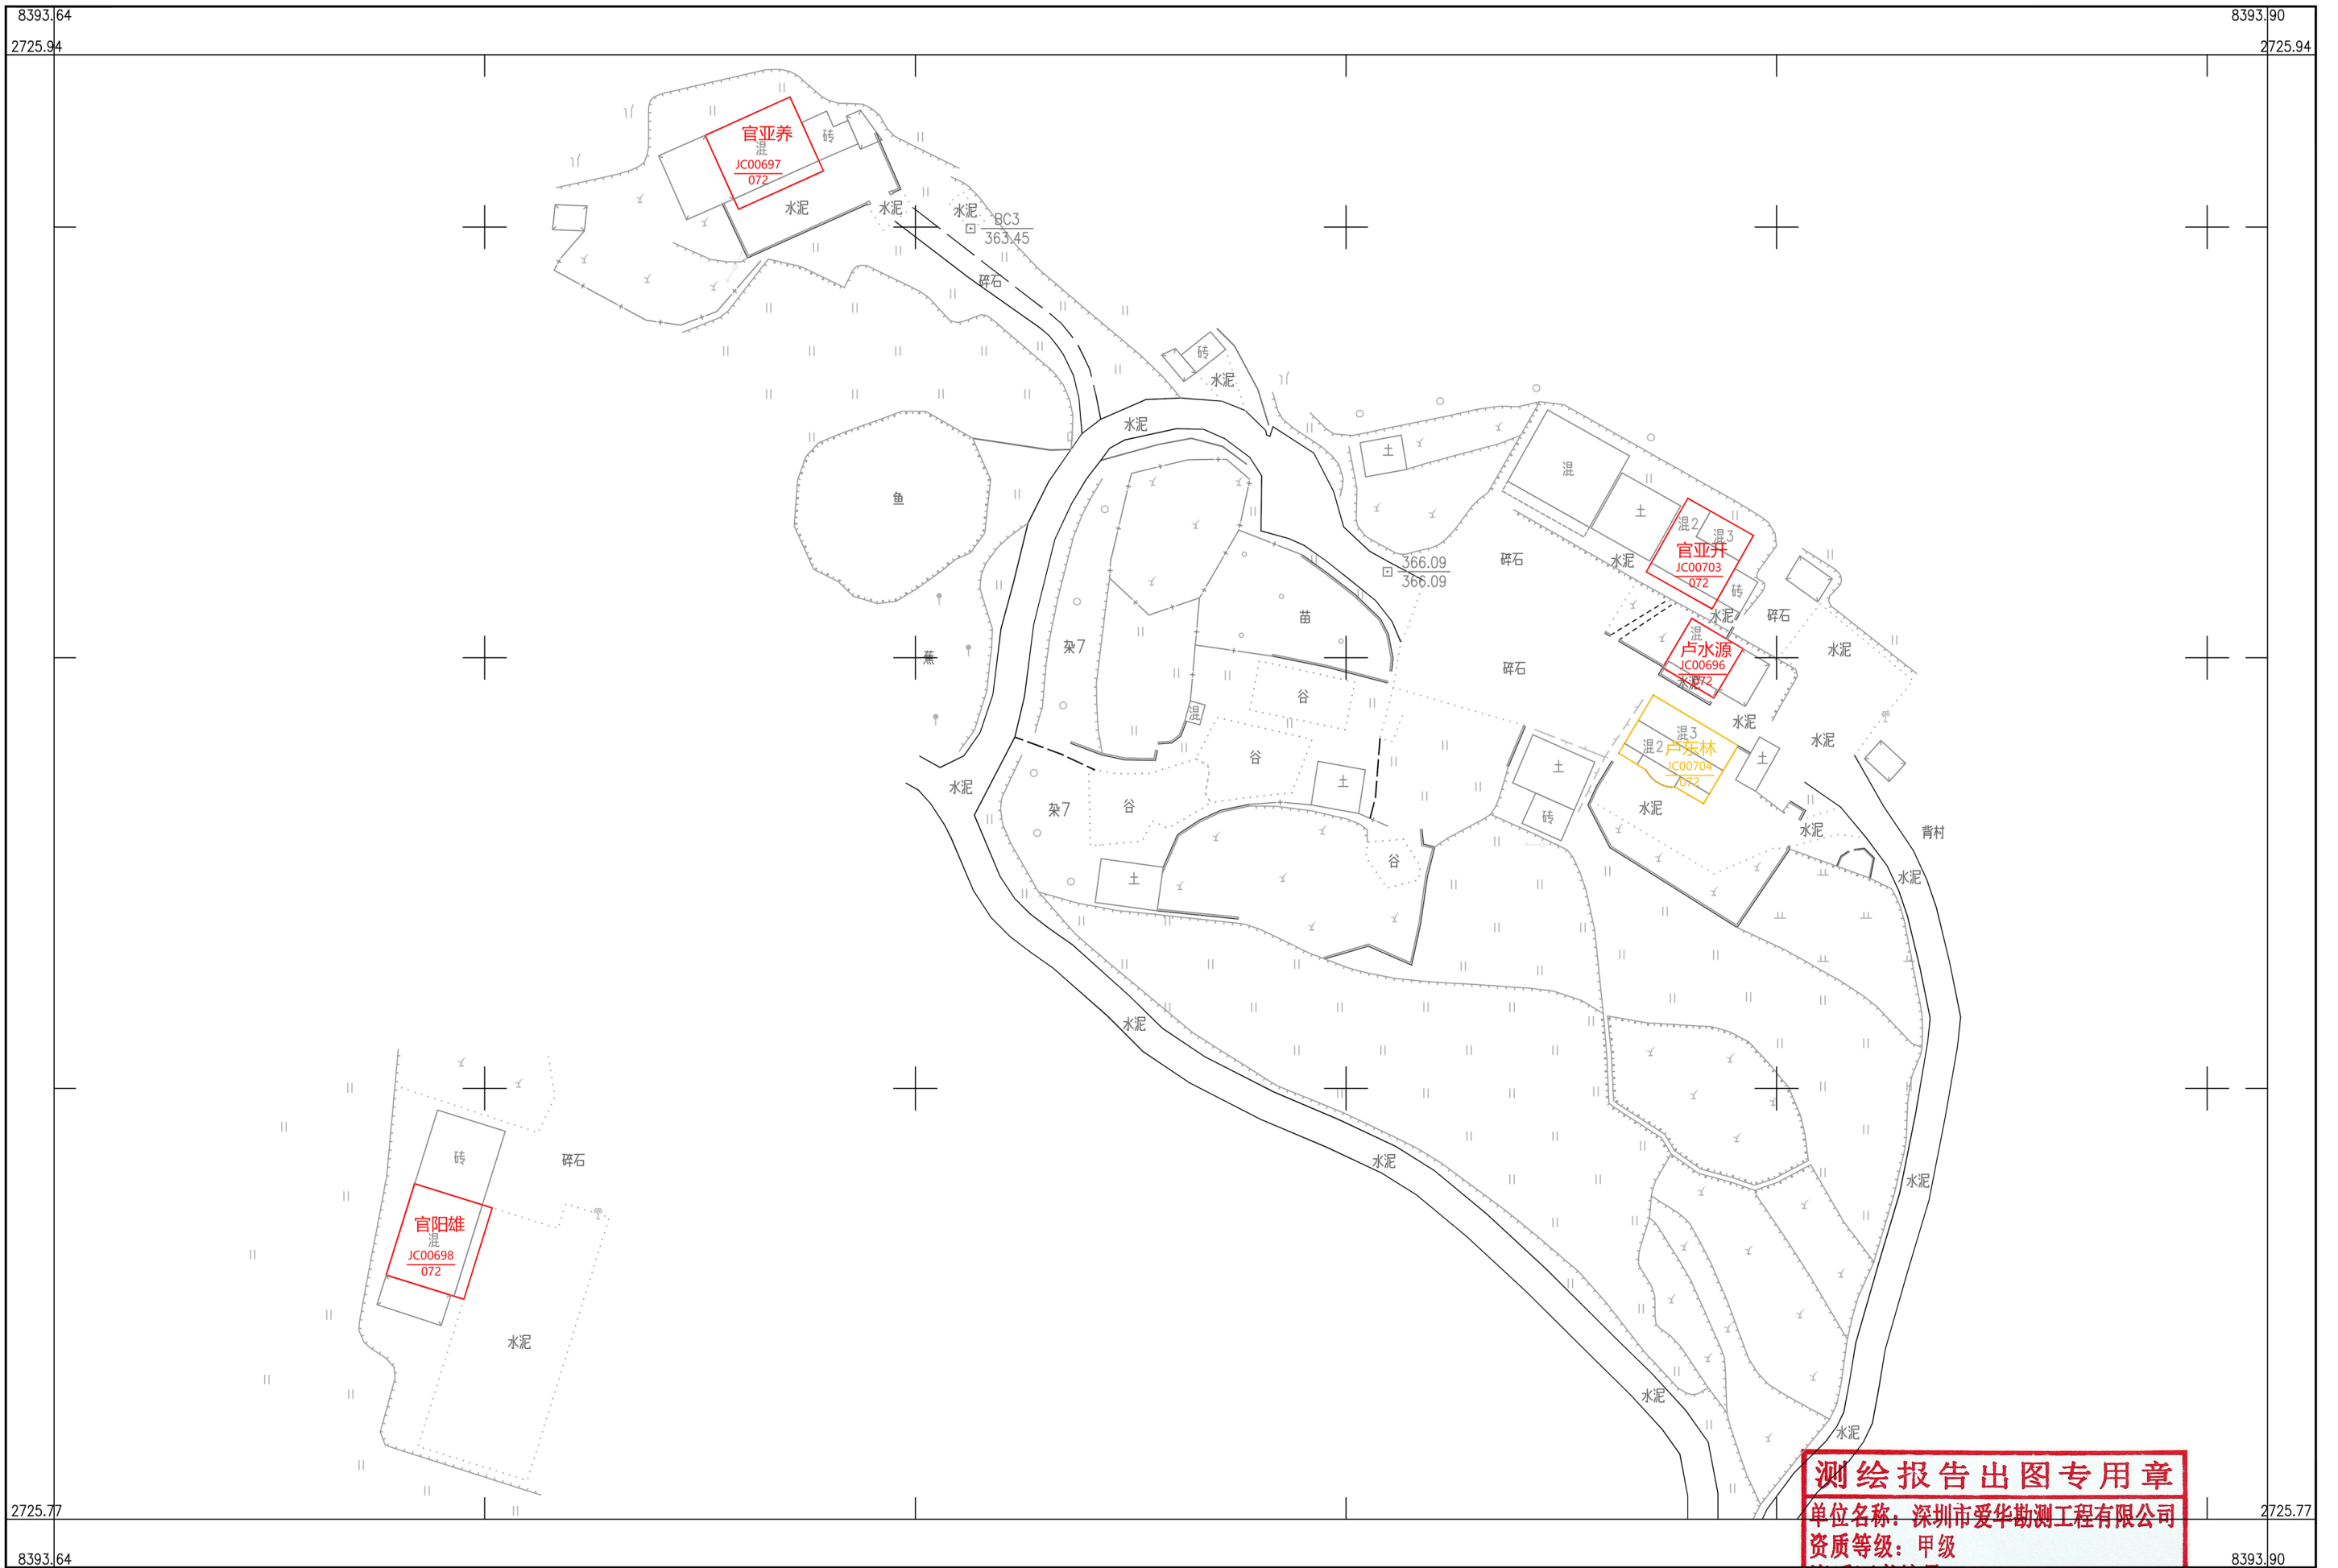 8393.64
8393.90
2725.94
2725.94
官亚养
混
JC00697
072
砖
水泥
水泥
水泥
BC3
363.45
碎石
砖
水泥
水泥
土
混
土
鱼
混2
混3
官亚开
JC00703
072
砖
水泥
碎石
366.09
366.09
水泥
碎石
水泥
苗
杂7
蕉
混
卢水源
JC00696
072
水泥
碎石
谷
混
水泥
水泥
混3
混2
卢东林
JC00704
072
土
谷
土
土
水泥
杂7
谷
砖
水泥
水泥
背村
谷
土
水泥
水泥
水泥
砖
碎石
水泥
官阳雄
混
JC00698
072
水泥
水泥
水泥
测绘报告出图专用章
2725.77
2725.77
单位名称：深圳市爱华勘测工程有限公司
资质等级：甲级
8393.64
8393.90